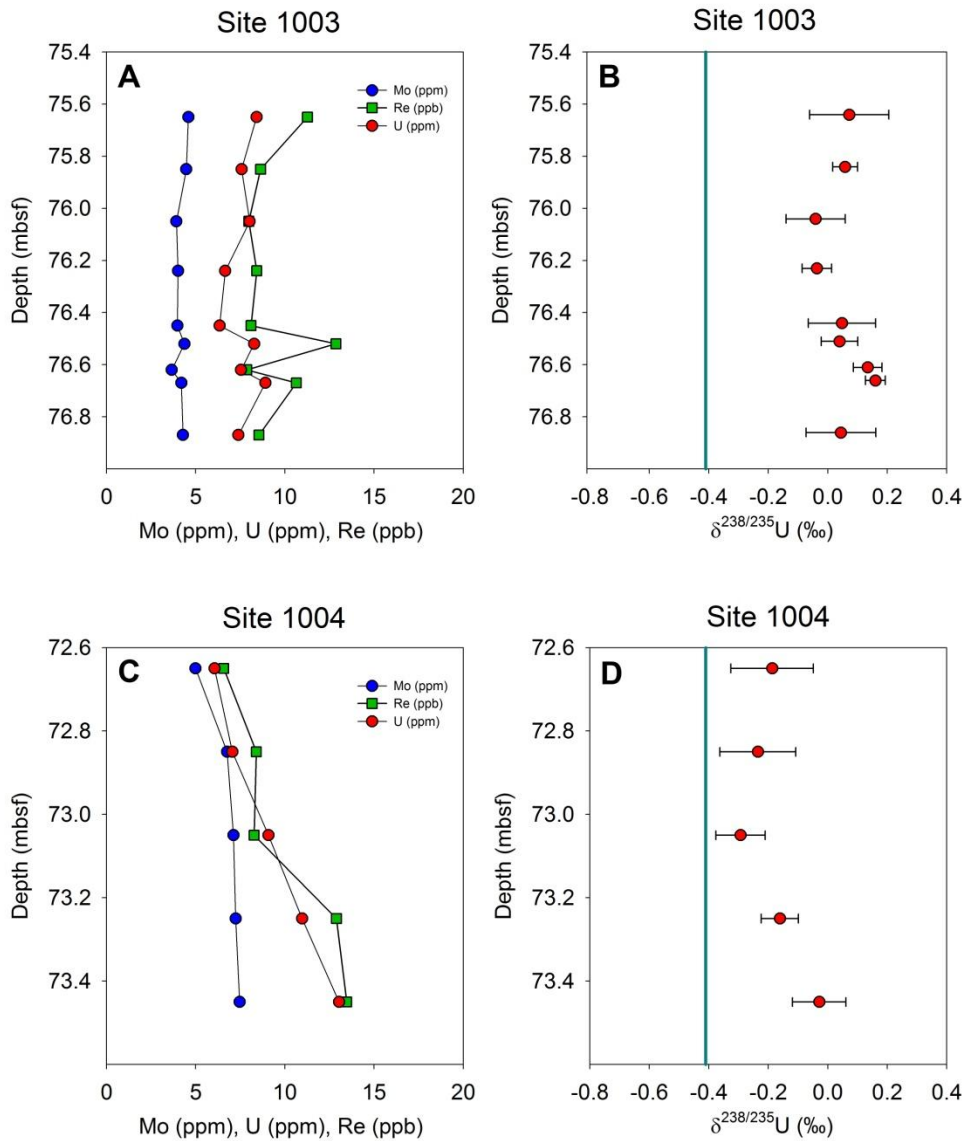 Site 1003
A
Mo (ppm)
Re (ppb)
U (ppm)
75.4
75.6
75.8
76.0
76.2
76.4
76.6
76.8
Depth (mbsf)
0 5 10 15 20
Mo (ppm), U (ppm), Re (ppb)
Site 1003
B
75.4
75.6
75.8
76.0
76.2
76.4
76.6
76.8
Depth (mbsf)
-0.8 -0.6 -0.4 -0.2 0.0 0.2 0.4
δ238/235U (‰)
Site 1004
C
Mo (ppm)
Re (ppb)
U (ppm)
72.6
72.8
73.0
73.2
73.4
Depth (mbsf)
0 5 10 15 20
Mo (ppm), U (ppm), Re (ppb)
Site 1004
D
72.6
72.8
73.0
73.2
73.4
Depth (mbsf)
-0.8 -0.6 -0.4 -0.2 0.0 0.2 0.4
δ238/235U (‰)